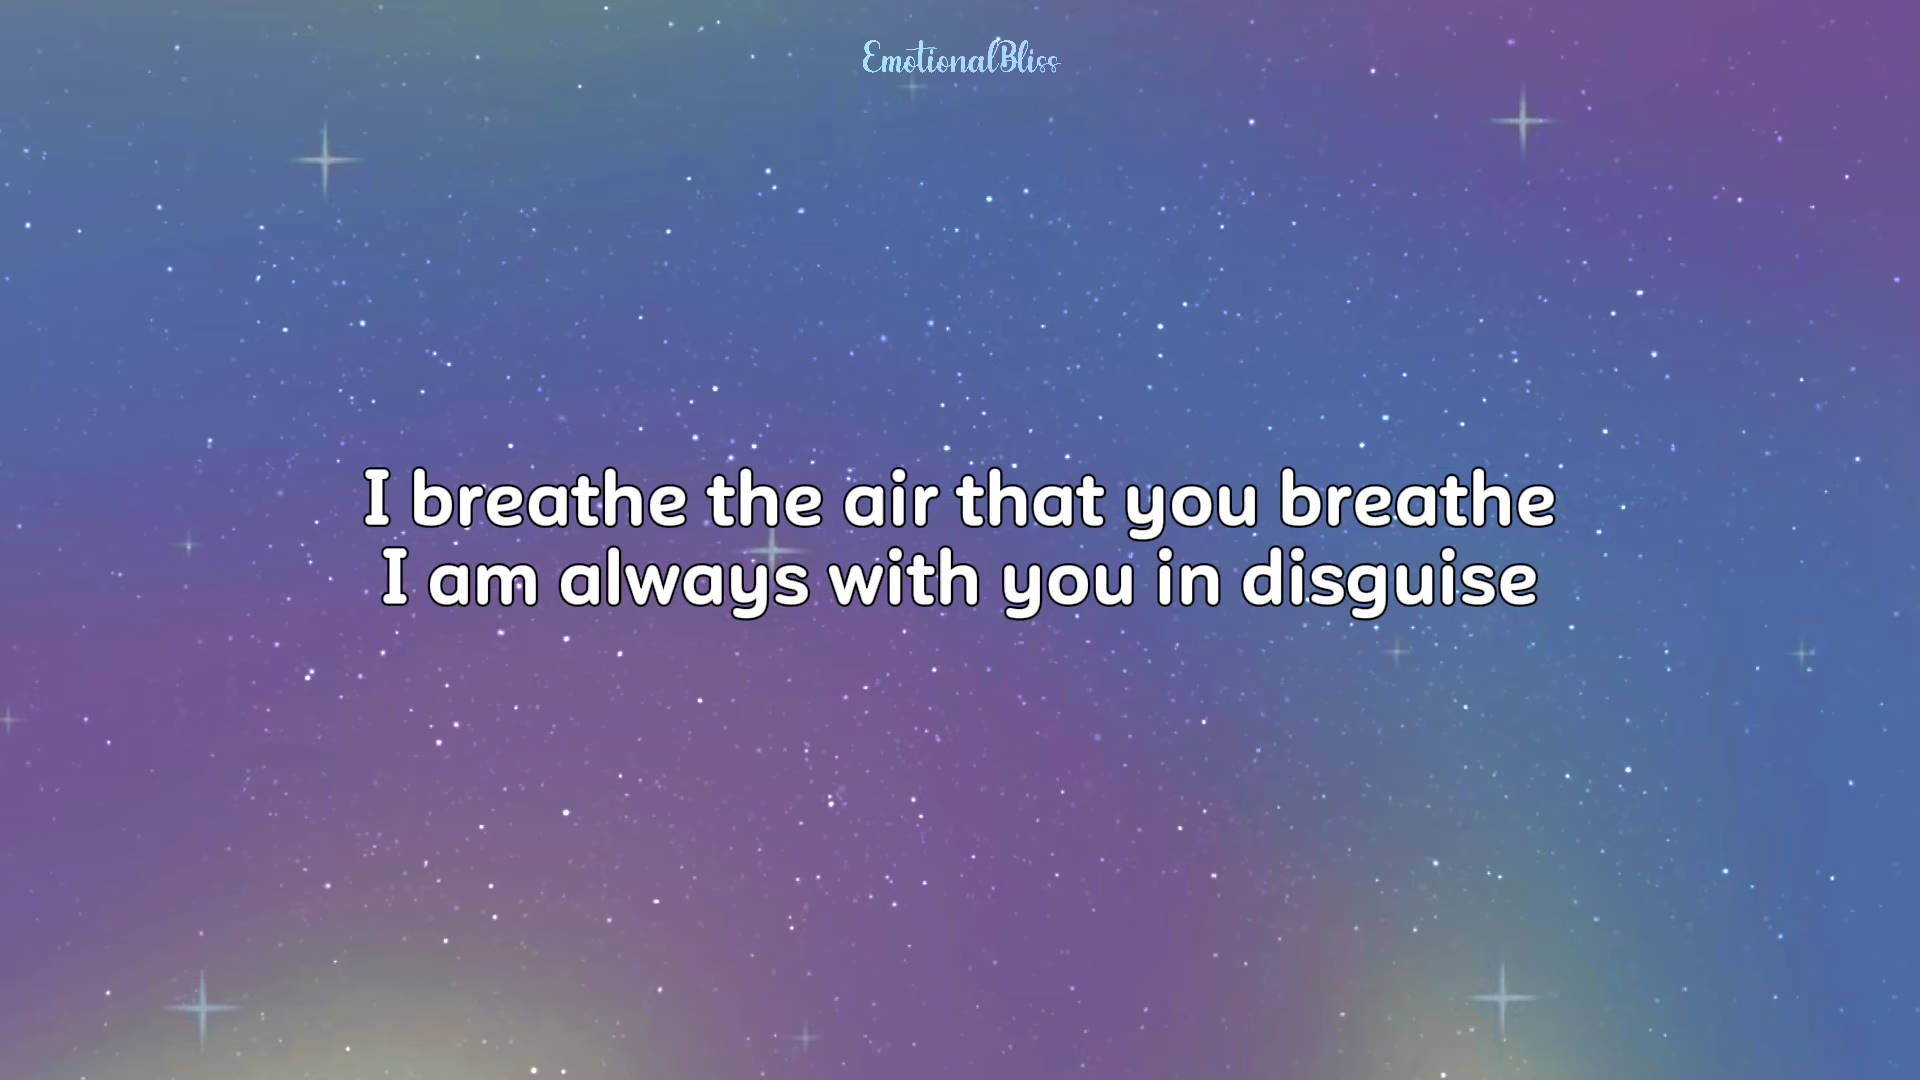 EmotionalBliss
I breathe the air that you breathe
I am always with you in disguise